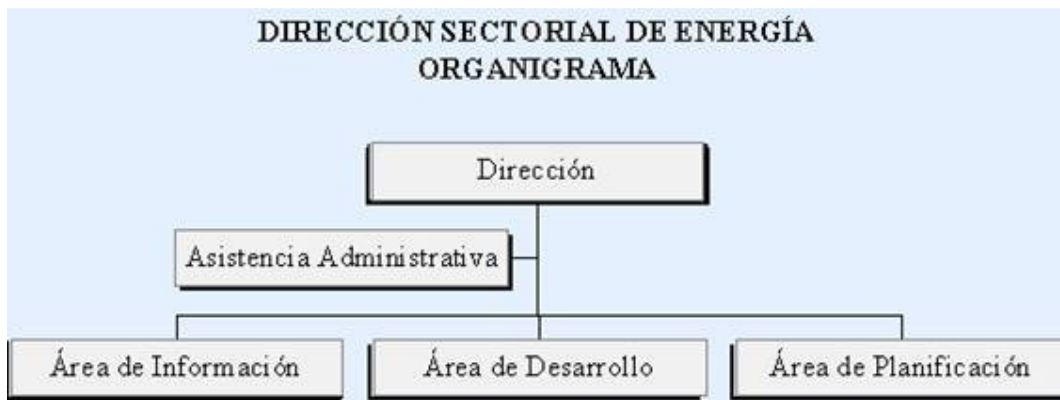 DIRECCIÓN SECTORIAL DE ENERGÍA
ORGANIGRAMA
Dirección
Asistencia Administrativa
Área de Información
Área de Desarrollo
Área de Planificación